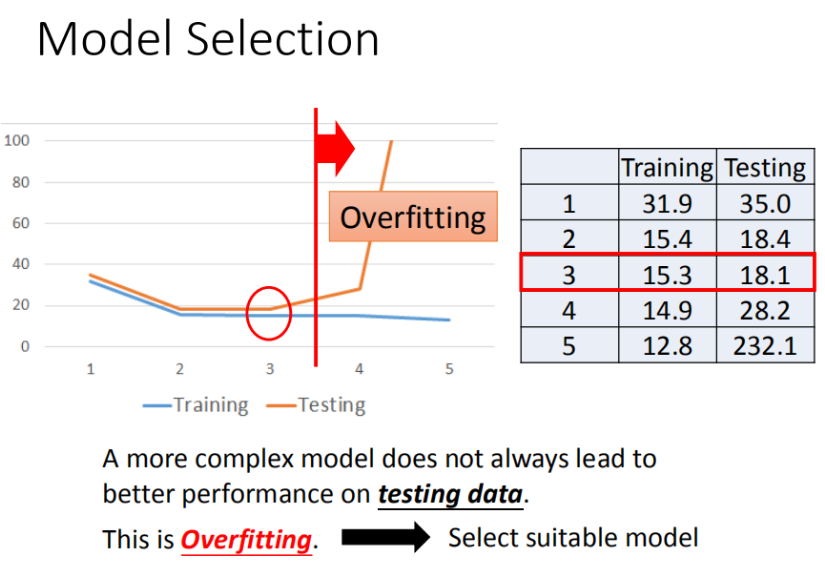 Model Selection
100
80
60
40
20
0
1 2 3 4 5
Overfitting
Training Testing
Training Testing
1 31.9 35.0
2 15.4 18.4
3 15.3 18.1
4 14.9 28.2
5 12.8 232.1
A more complex model does not always lead to
better performance on testing data.
This is Overfitting. Select suitable model